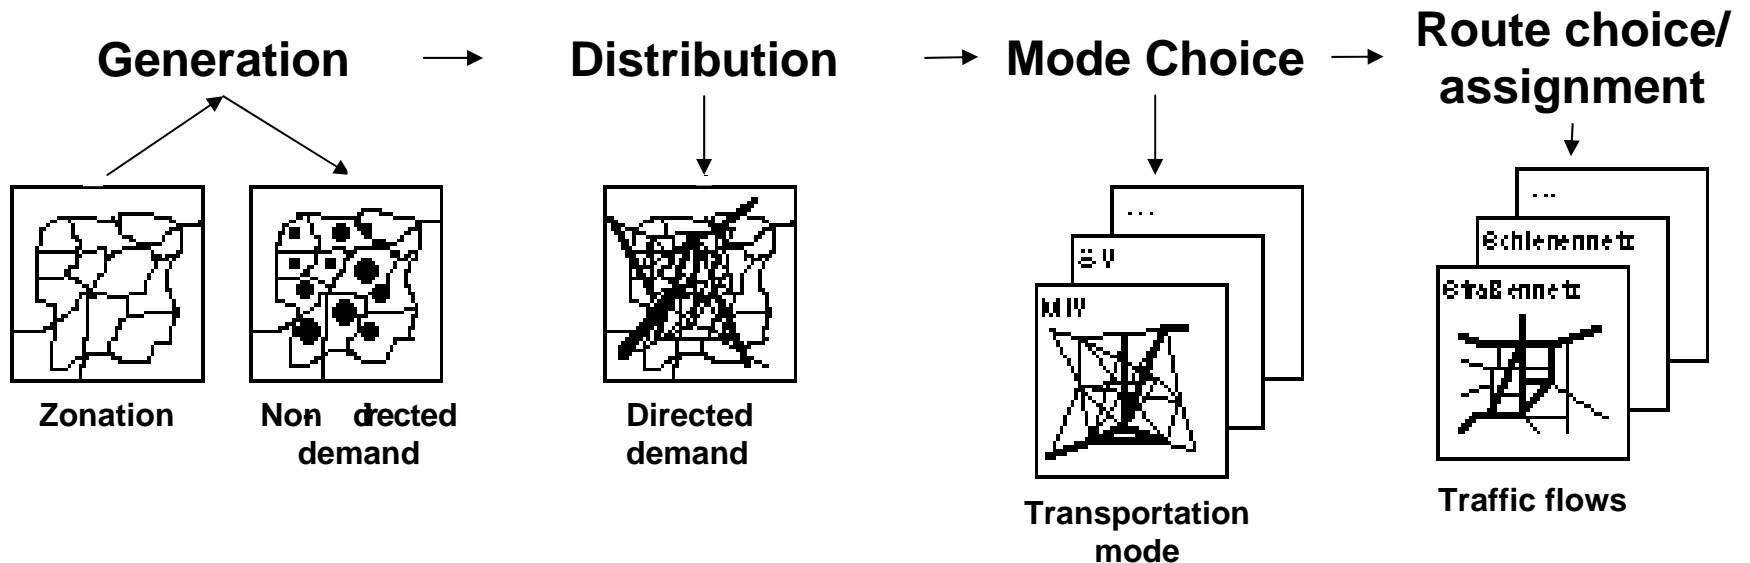 Generation
Distribution
Mode Choice
Route choice/
assignment
...
...
Schienennetz
ÖV
Straßennetz
MIV
Zonation
Non-directed
demand
Directed
demand
Transportation
mode
Traffic flows